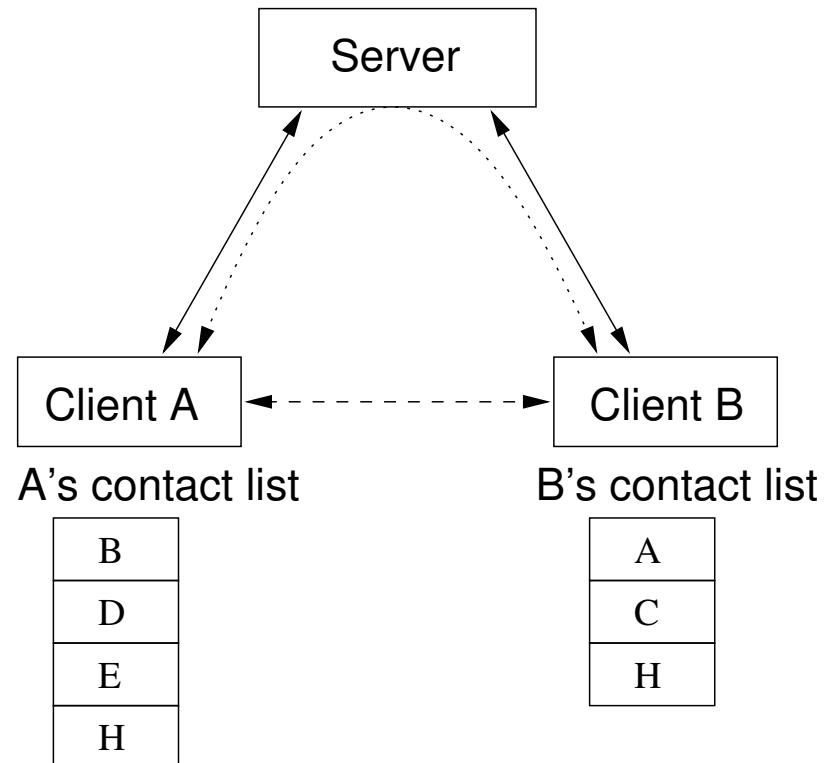 Server
Client A
Client B
A's contact list
B's contact list
B
D
E
H
A
C
H